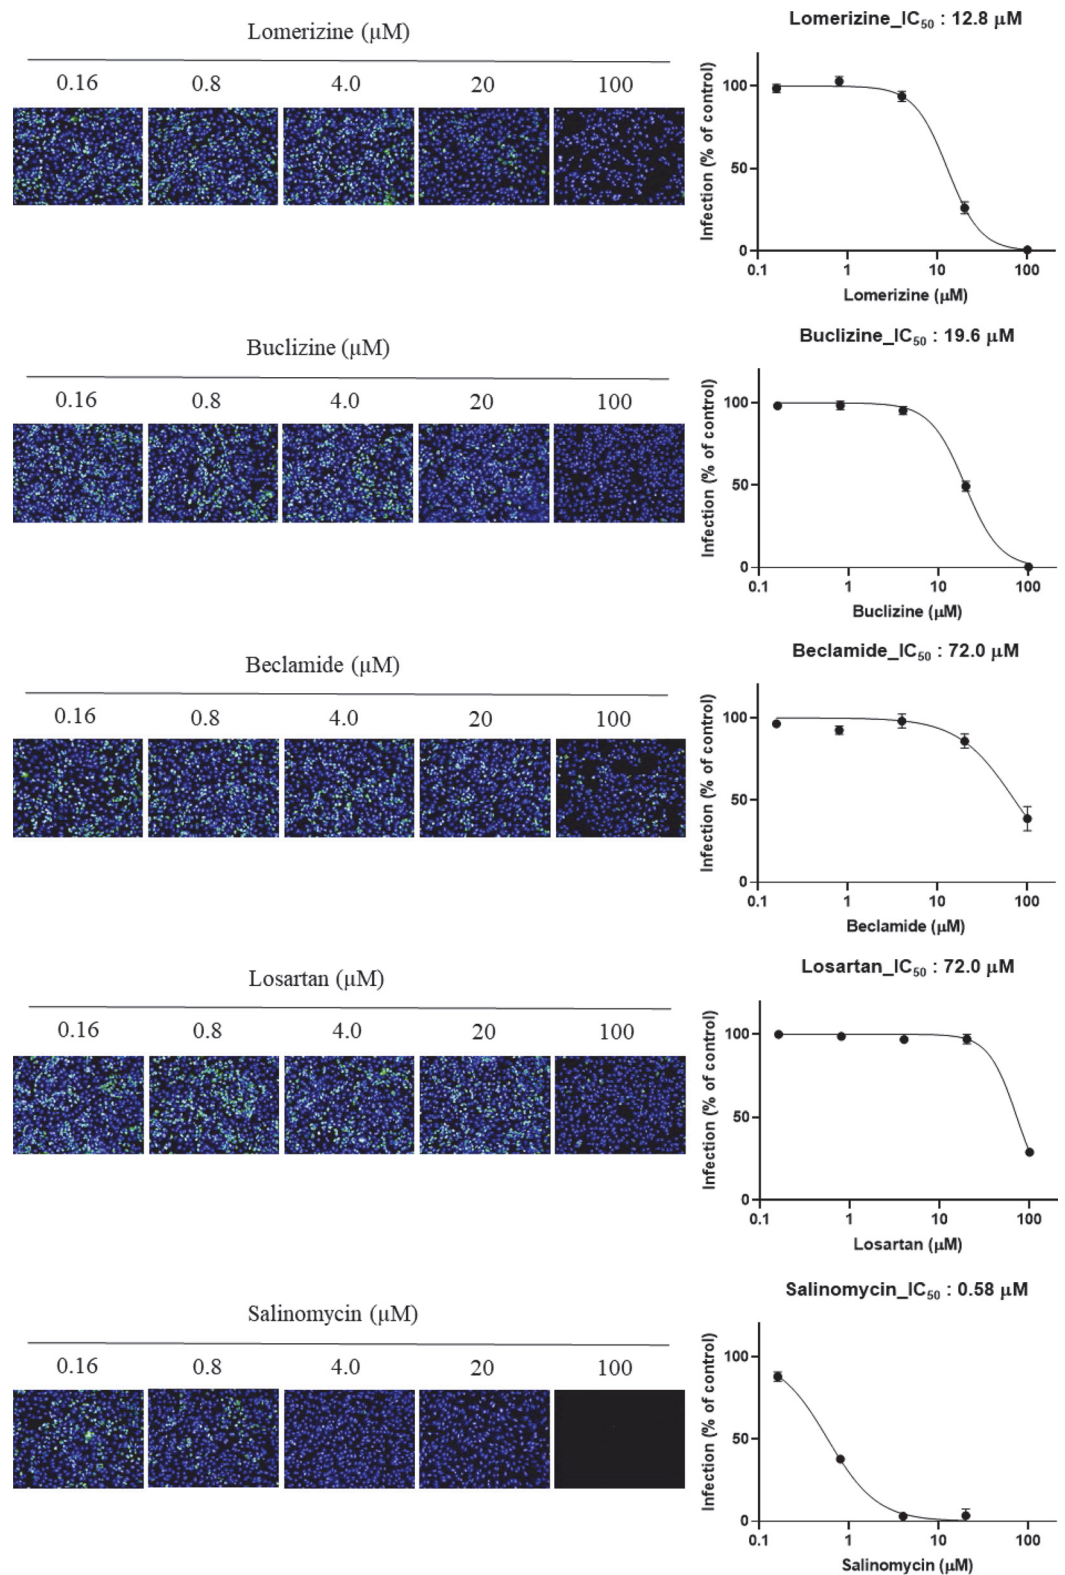 Lomerizine (µM)
0.16 0.8 4.0 20 100
Lomerizine_IC50 : 12.8 µM
Infection (% of control)
100
50
0
0.1 1 10 100
Lomerizine (µM)
Buclizine (µM)
0.16 0.8 4.0 20 100
Buclizine_IC50 : 19.6 µM
Infection (% of control)
100
50
0
0.1 1 10 100
Buclizine (µM)
Beclamide (µM)
0.16 0.8 4.0 20 100
Beclamide_IC50 : 72.0 µM
Infection (% of control)
100
50
0
0.1 1 10 100
Beclamide (µM)
Losartan (µM)
0.16 0.8 4.0 20 100
Losartan_IC50 : 72.0 µM
Infection (% of control)
100
50
0
0.1 1 10 100
Losartan (µM)
Salinomycin (µM)
0.16 0.8 4.0 20 100
Salinomycin_IC50 : 0.58 µM
Infection (% of control)
100
50
0
0.1 1 10 100
Salinomycin (µM)